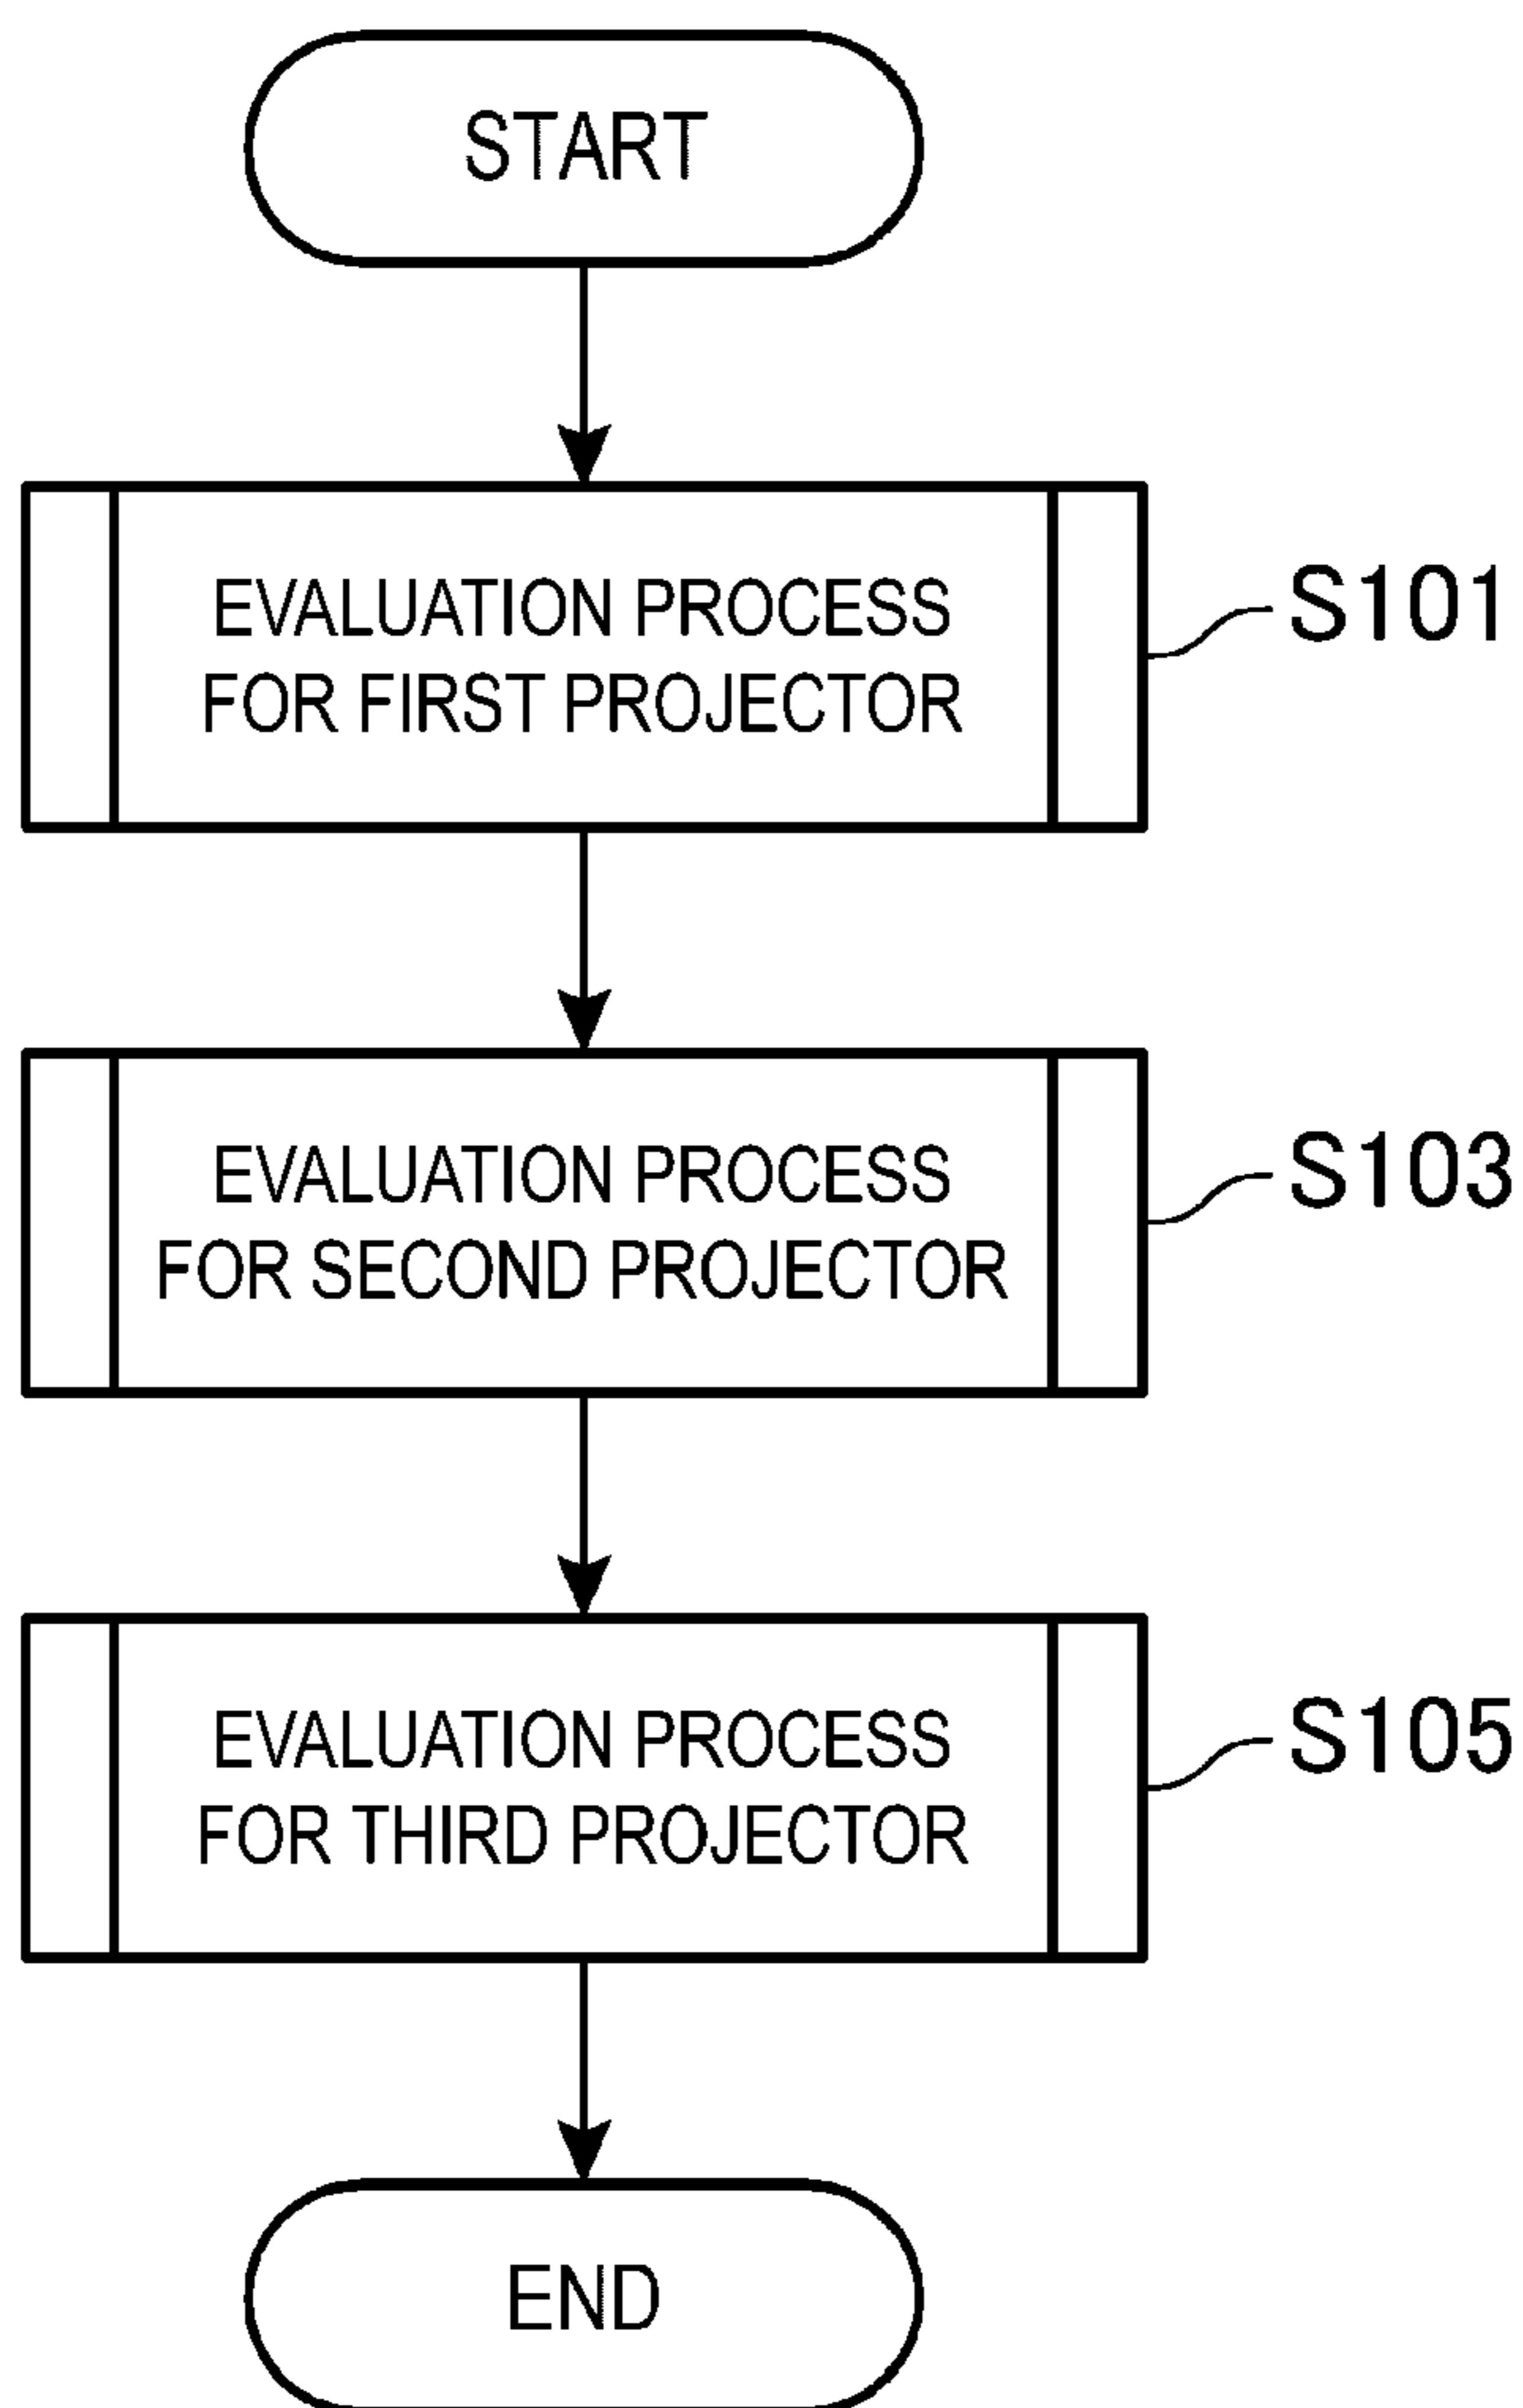 START
EVALUATION PROCESS
FOR FIRST PROJECTOR
S101
EVALUATION PROCESS
FOR SECOND PROJECTOR
S103
EVALUATION PROCESS
FOR THIRD PROJECTOR
S105
END